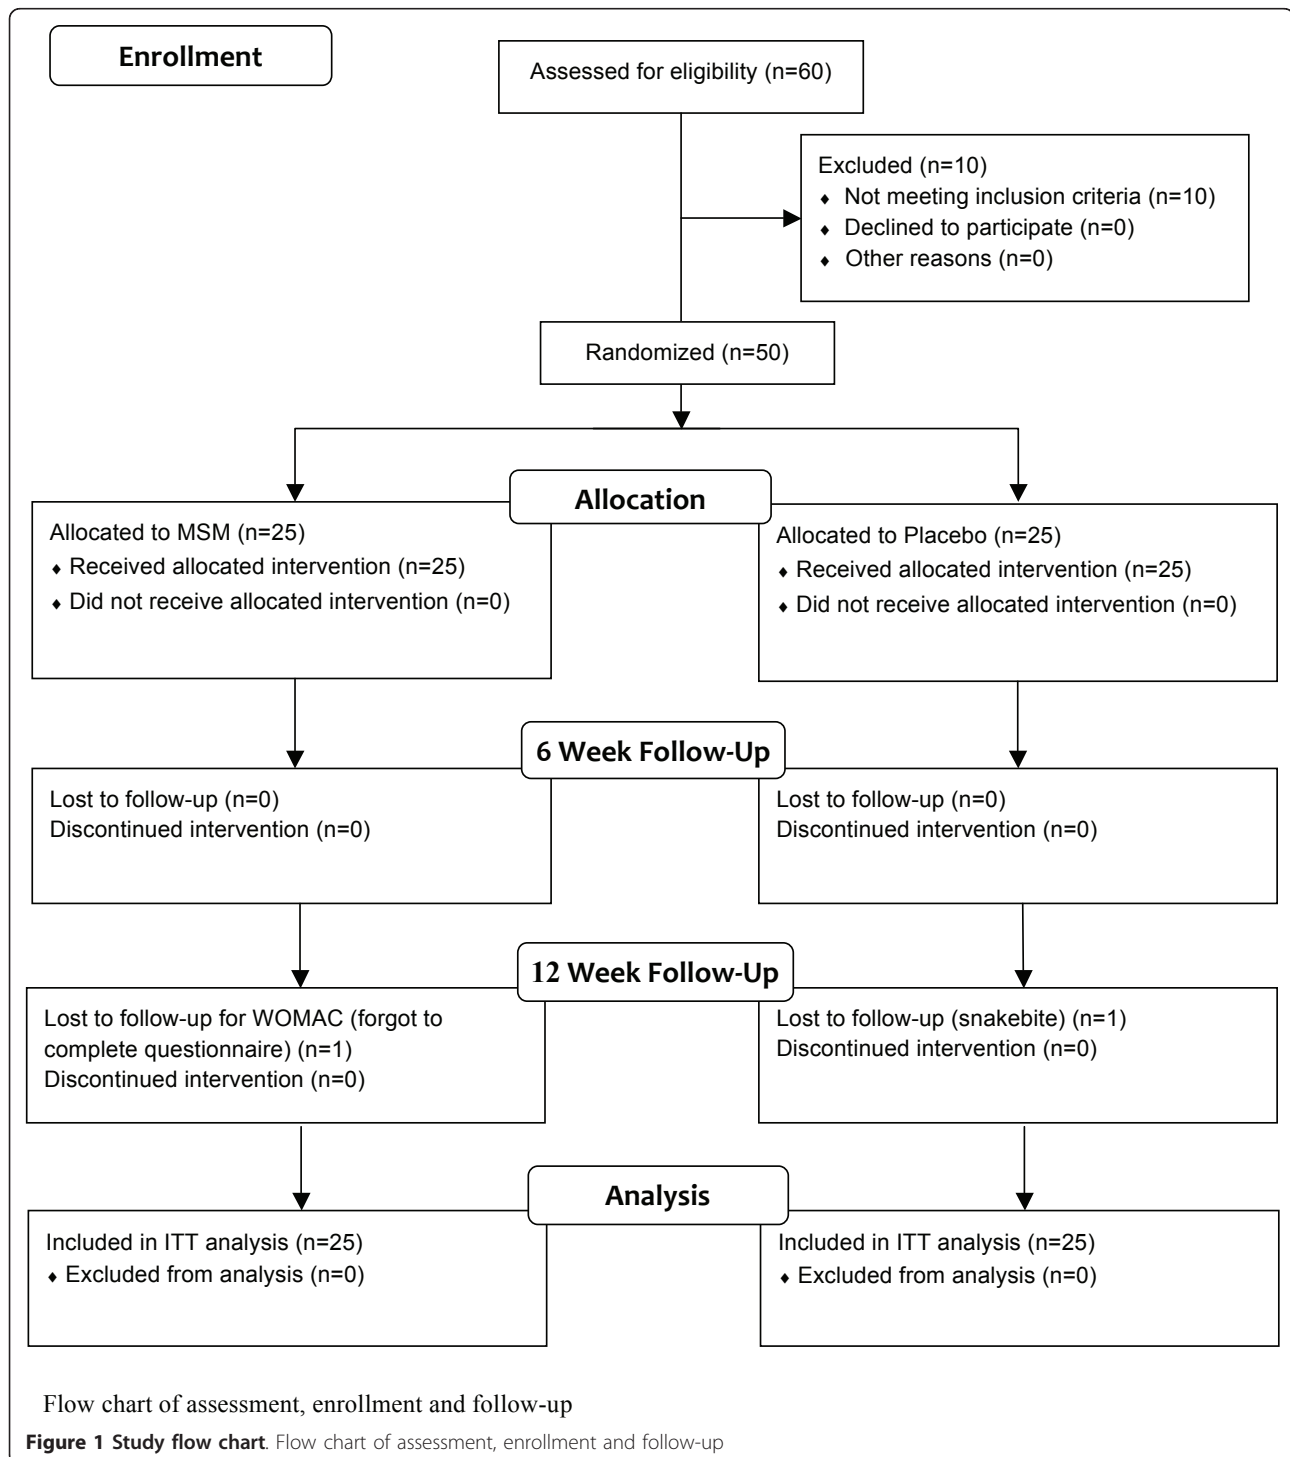 Enrollment
Assessed for eligibility (n=60)
Excluded (n=10)
♦ Not meeting inclusion criteria (n=10)
♦ Declined to participate (n=0)
♦ Other reasons (n=0)
Randomized (n=50)
Allocation
Allocated to MSM (n=25)
♦ Received allocated intervention (n=25)
♦ Did not receive allocated intervention (n=0)
Allocated to Placebo (n=25)
♦ Received allocated intervention (n=25)
♦ Did not receive allocated intervention (n=0)
6 Week Follow-Up
Lost to follow-up (n=0)
Discontinued intervention (n=0)
Lost to follow-up (n=0)
Discontinued intervention (n=0)
12 Week Follow-Up
Lost to follow-up for WOMAC (forgot to
complete questionnaire) (n=1)
Discontinued intervention (n=0)
Lost to follow-up (snakebite) (n=1)
Discontinued intervention (n=0)
Analysis
Included in ITT analysis (n=25)
♦ Excluded from analysis (n=0)
Included in ITT analysis (n=25)
♦ Excluded from analysis (n=0)
Flow chart of assessment, enrollment and follow-up
Figure 1 Study flow chart. Flow chart of assessment, enrollment and follow-up